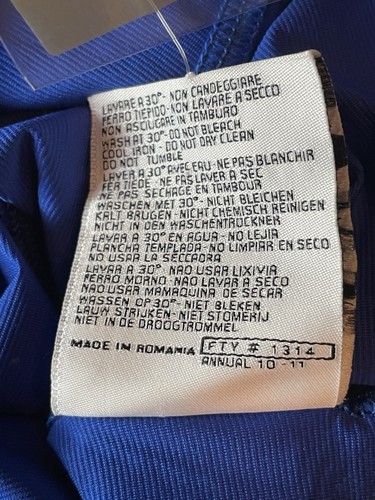 LAVARE A 30° - NON CANDEGGIARE
FERRO TIEPIDO - NON LAVARE A SECCO
NON ASCIUGARE IN TAMBURO
WASH AT 30° - DO NOT BLEACH
COOL IRON - DO NOT DRY CLEAN
DO NOT TUMBLE
LAVER A 30° AVEC EAU - NE PAS BLANCHIR
FER TIEDE - NE PAS LAVER A SEC
NE PAS SECHAGE EN TAMBOUR
WASCHEN MET 30° - NICHT BLEICHEN
KALT BRUGEN - NICHT CHEMISCH REINIGEN
NICHT IN DEN WASCHENTROCKNER
LAVAR A 30° EN AGUA - NO LEJIA
PLANCHA TEMPLADA - NO LIMPIAR EN SECO
NO USAR LA SECCADRA
LAVAR A 30° NAO USAR LIXIVIA
FERRO MORNO - NAO LAVAR A SECO
NAO USAR MAMAQUINA DE SECAR
WASSEN OP 30° - NIET BLEKEN
LAUW STRIJKEN - NIET STOMERIJ
NIET IN DE DROOGTROMMEL
MADE IN ROMANIA FTY # 1314
ANNUAL 10 - 11